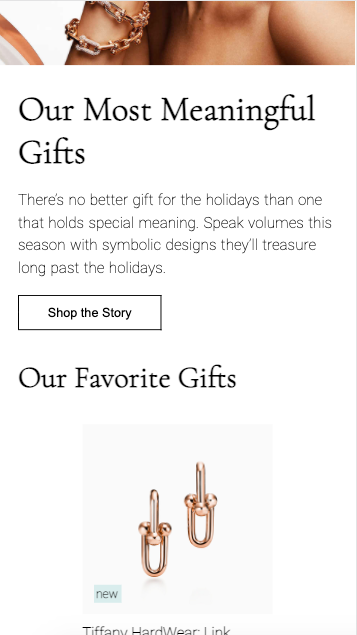 Our Most Meaningful
Gifts
There's no better gift for the holidays than one
that holds special meaning. Speak volumes this
season with symbolic designs they'll treasure
long past the holidays.
Shop the Story
Our Favorite Gifts
new
Tiffany HardWear: Link